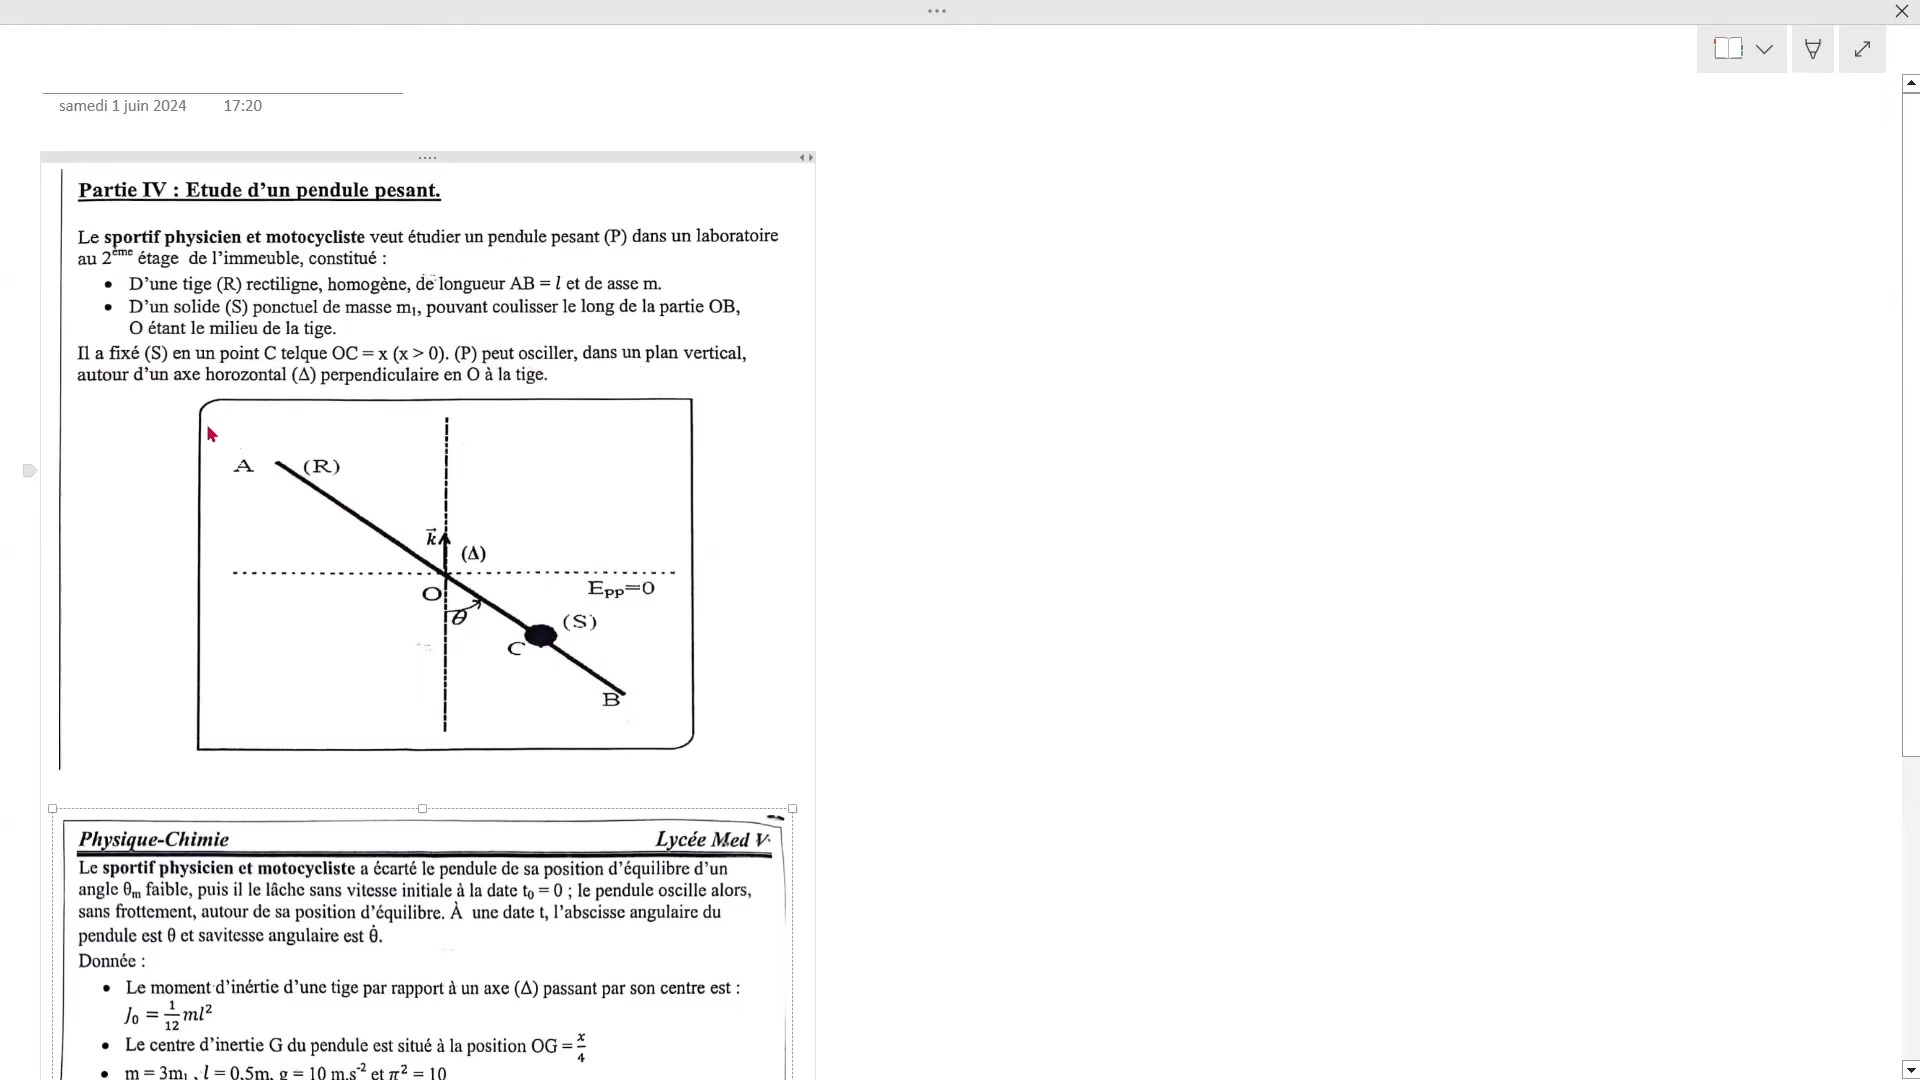 samedi 1 juin 2024 17:20
Partie IV : Etude d’un pendule pesant.
Le sportif physicien et motocycliste veut étudier un pendule pesant (P) dans un laboratoire
au 2ème étage de l’immeuble, constitué :
• D’une tige (R) rectiligne, homogène, de longueur AB = l et de asse m.
• D’un solide (S) ponctuel de masse m₁, pouvant coulisser le long de la partie OB,
O étant le milieu de la tige.
Il a fixé (S) en un point C telque OC = x (x > 0). (P) peut osciller, dans un plan vertical,
autour d’un axe horozontal (Δ) perpendiculaire en O à la tige.
A (R)
k⃗ (Δ)
Epp=0
O
θ
(S)
C
B
Physique-Chimie Lycée Med V
Le sportif physicien et motocycliste a écarté le pendule de sa position d’équilibre d’un
angle θm faible, puis il le lâche sans vitesse initiale à la date t₀ = 0 ; le pendule oscille alors,
sans frottement, autour de sa position d’équilibre. À une date t, l’abscisse angulaire du
pendule est θ et savitesse angulaire est θ̇.
Donnée :
• Le moment d’inértie d’une tige par rapport à un axe (Δ) passant par son centre est :
J₀ = 1/12 ml²
• Le centre d’inertie G du pendule est situé à la position OG = x/4
• m = 3m₁ , l = 0,5m, g = 10 m.s⁻² et π² = 10